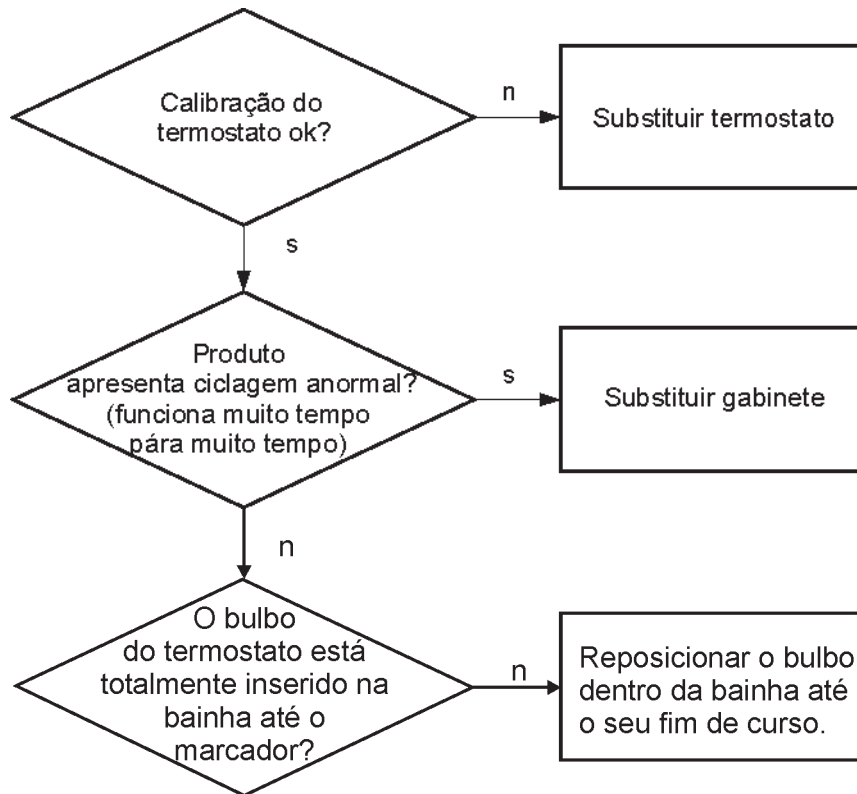 Calibração do
termostato ok?
n
Substituir termostato
s
Produto
apresenta ciclagem anormal?
(funciona muito tempo
pára muito tempo)
s
Substituir gabinete
n
O bulbo
do termostato está
totalmente inserido na
bainha até o
marcador?
n
Reposicionar o bulbo
dentro da bainha até
o seu fim de curso.